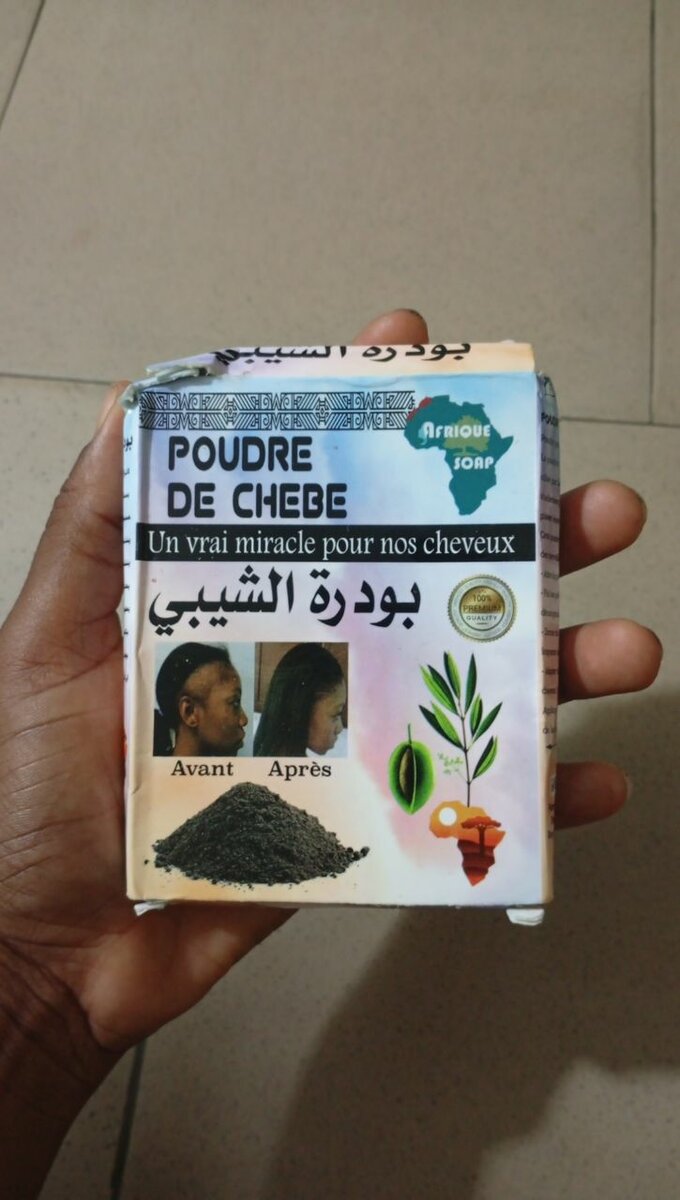 بودرة الشيبي
AFRIQUE
SOAP
POUDRE
DE CHEBE
Un vrai miracle pour nos cheveux
بودرة الشيبي
100%
PREMIUM
QUALITY
Avant Après